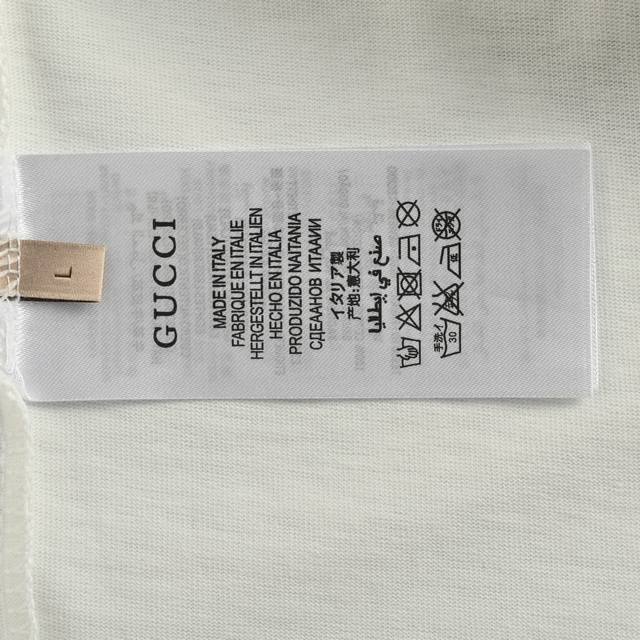 L
GUCCI
MADE IN ITALY
FABRIQUE EN ITALIE
HERGESTELLT IN ITALIEN
HECHO EN ITALIA
PRODUZIDO NAITANIA
СДЕААНОВ ИТААИИ
イタリア製
产地:意大利
صنع في إيطاليا
手洗イ
30